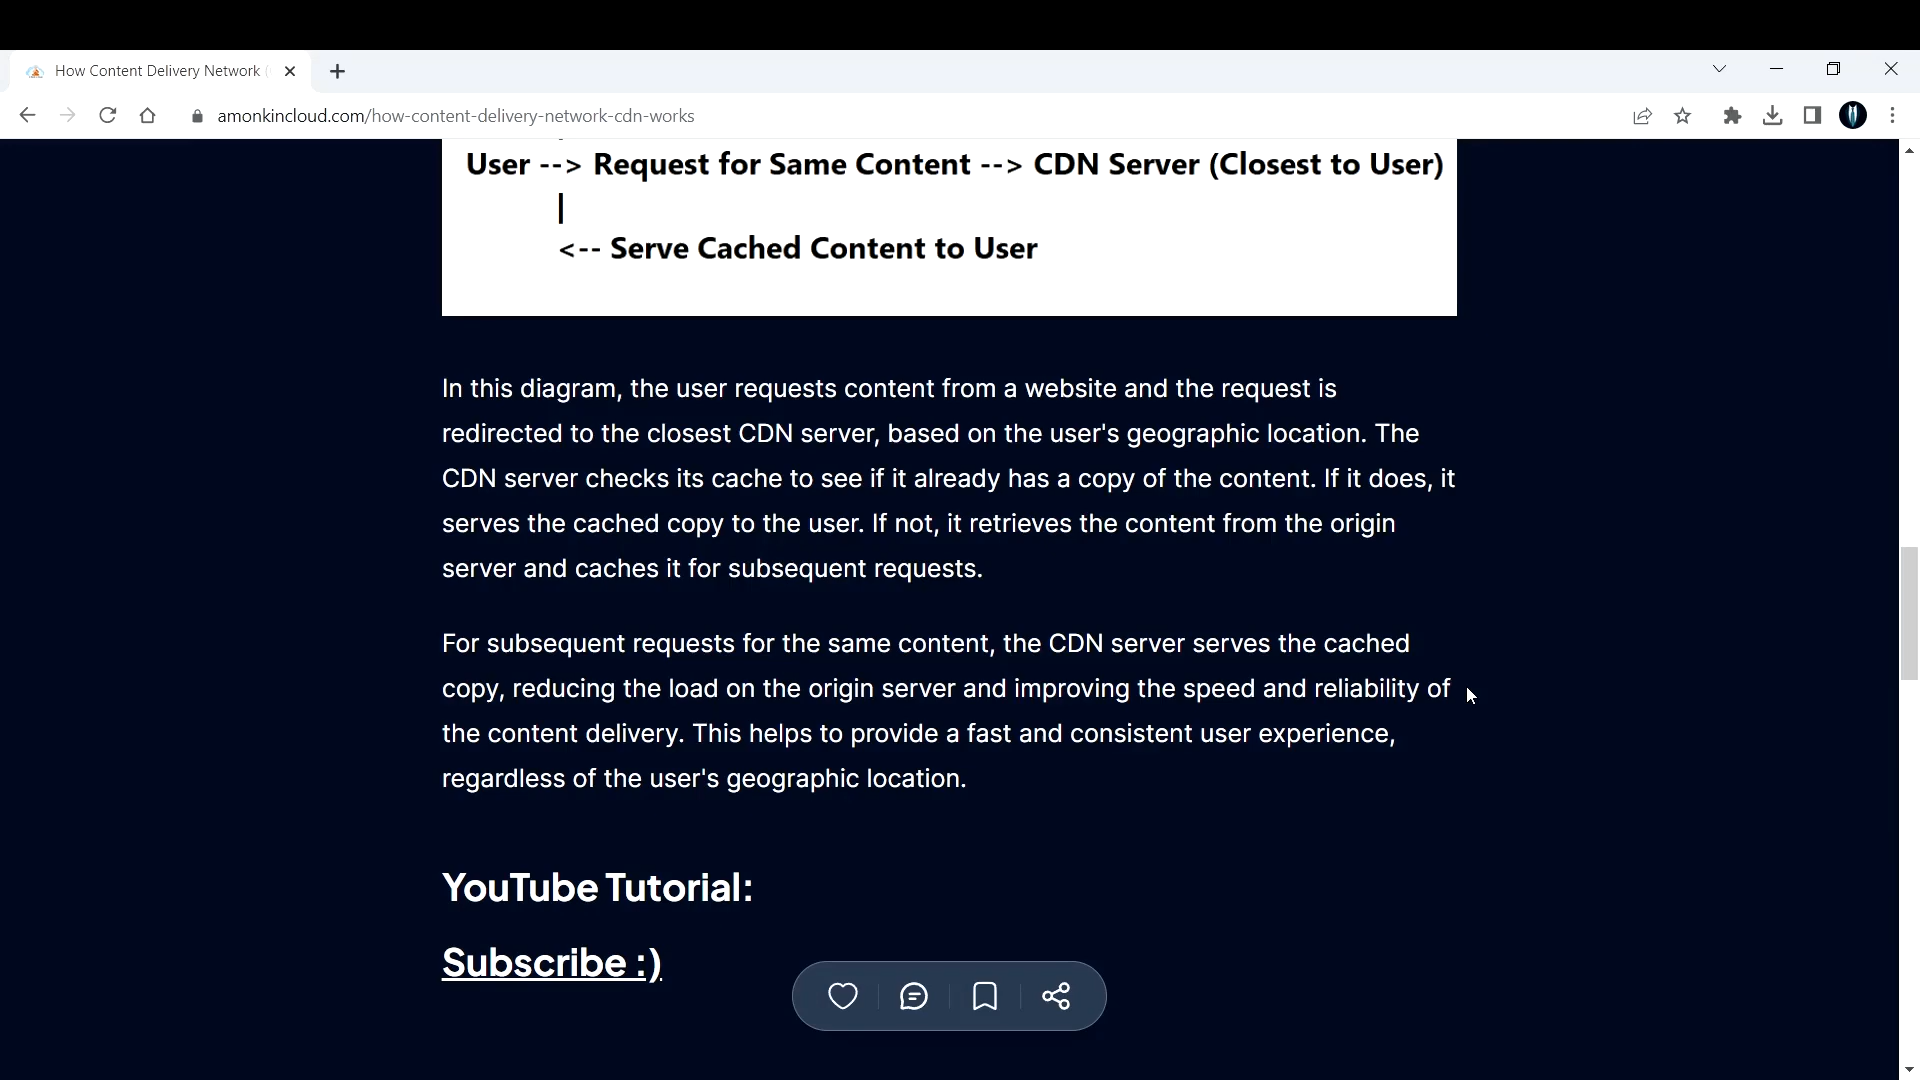 How Content Delivery Network
amonkincloud.com/how-content-delivery-network-cdn-works
User --> Request for Same Content --> CDN Server (Closest to User)
|
<-- Serve Cached Content to User
In this diagram, the user requests content from a website and the request is
redirected to the closest CDN server, based on the user's geographic location. The
CDN server checks its cache to see if it already has a copy of the content. If it does, it
serves the cached copy to the user. If not, it retrieves the content from the origin
server and caches it for subsequent requests.
For subsequent requests for the same content, the CDN server serves the cached
copy, reducing the load on the origin server and improving the speed and reliability of
the content delivery. This helps to provide a fast and consistent user experience,
regardless of the user's geographic location.
YouTube Tutorial:
Subscribe :)